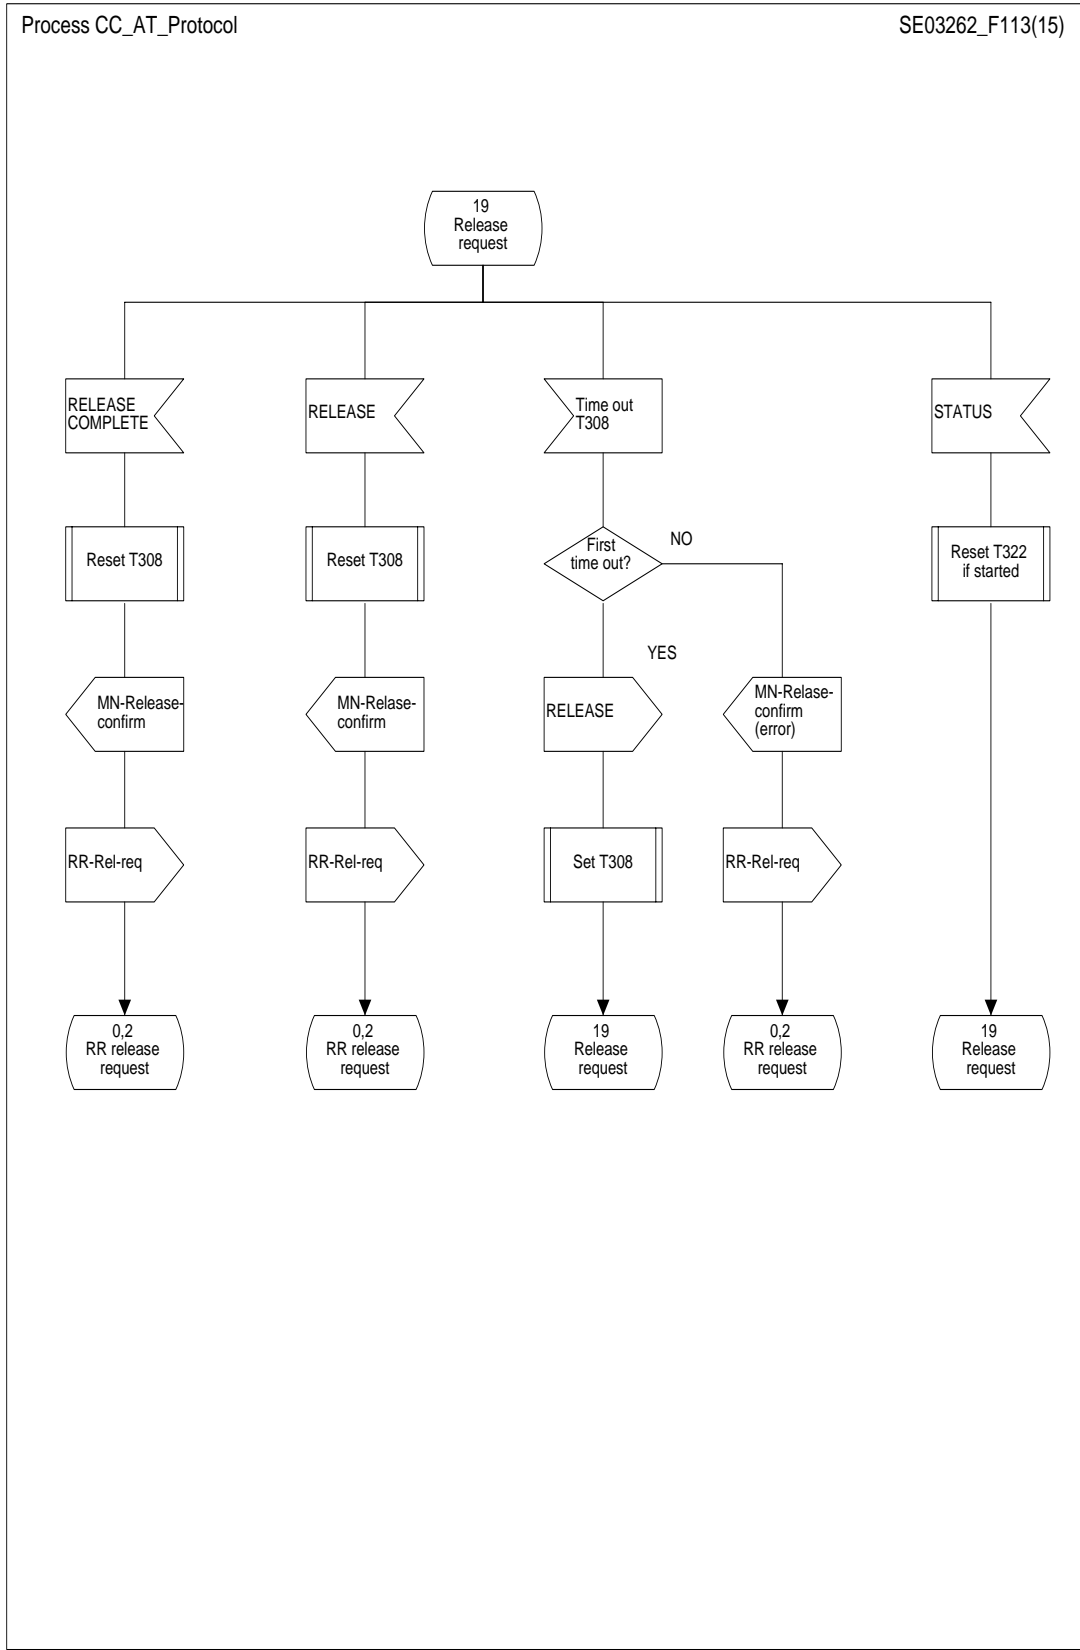 Process CC_AT_Protocol
SE03262_F113(15)
19
Release
request
RELEASE
COMPLETE
RELEASE
Time out
T308
STATUS
Reset T308
Reset T308
First
time out?
NO
Reset T322
if started
YES
MN-Release-
confirm
MN-Relase-
confirm
RELEASE
MN-Relase-
confirm
(error)
RR-Rel-req
RR-Rel-req
Set T308
RR-Rel-req
0,2
RR release
request
0,2
RR release
request
19
Release
request
0,2
RR release
request
19
Release
request